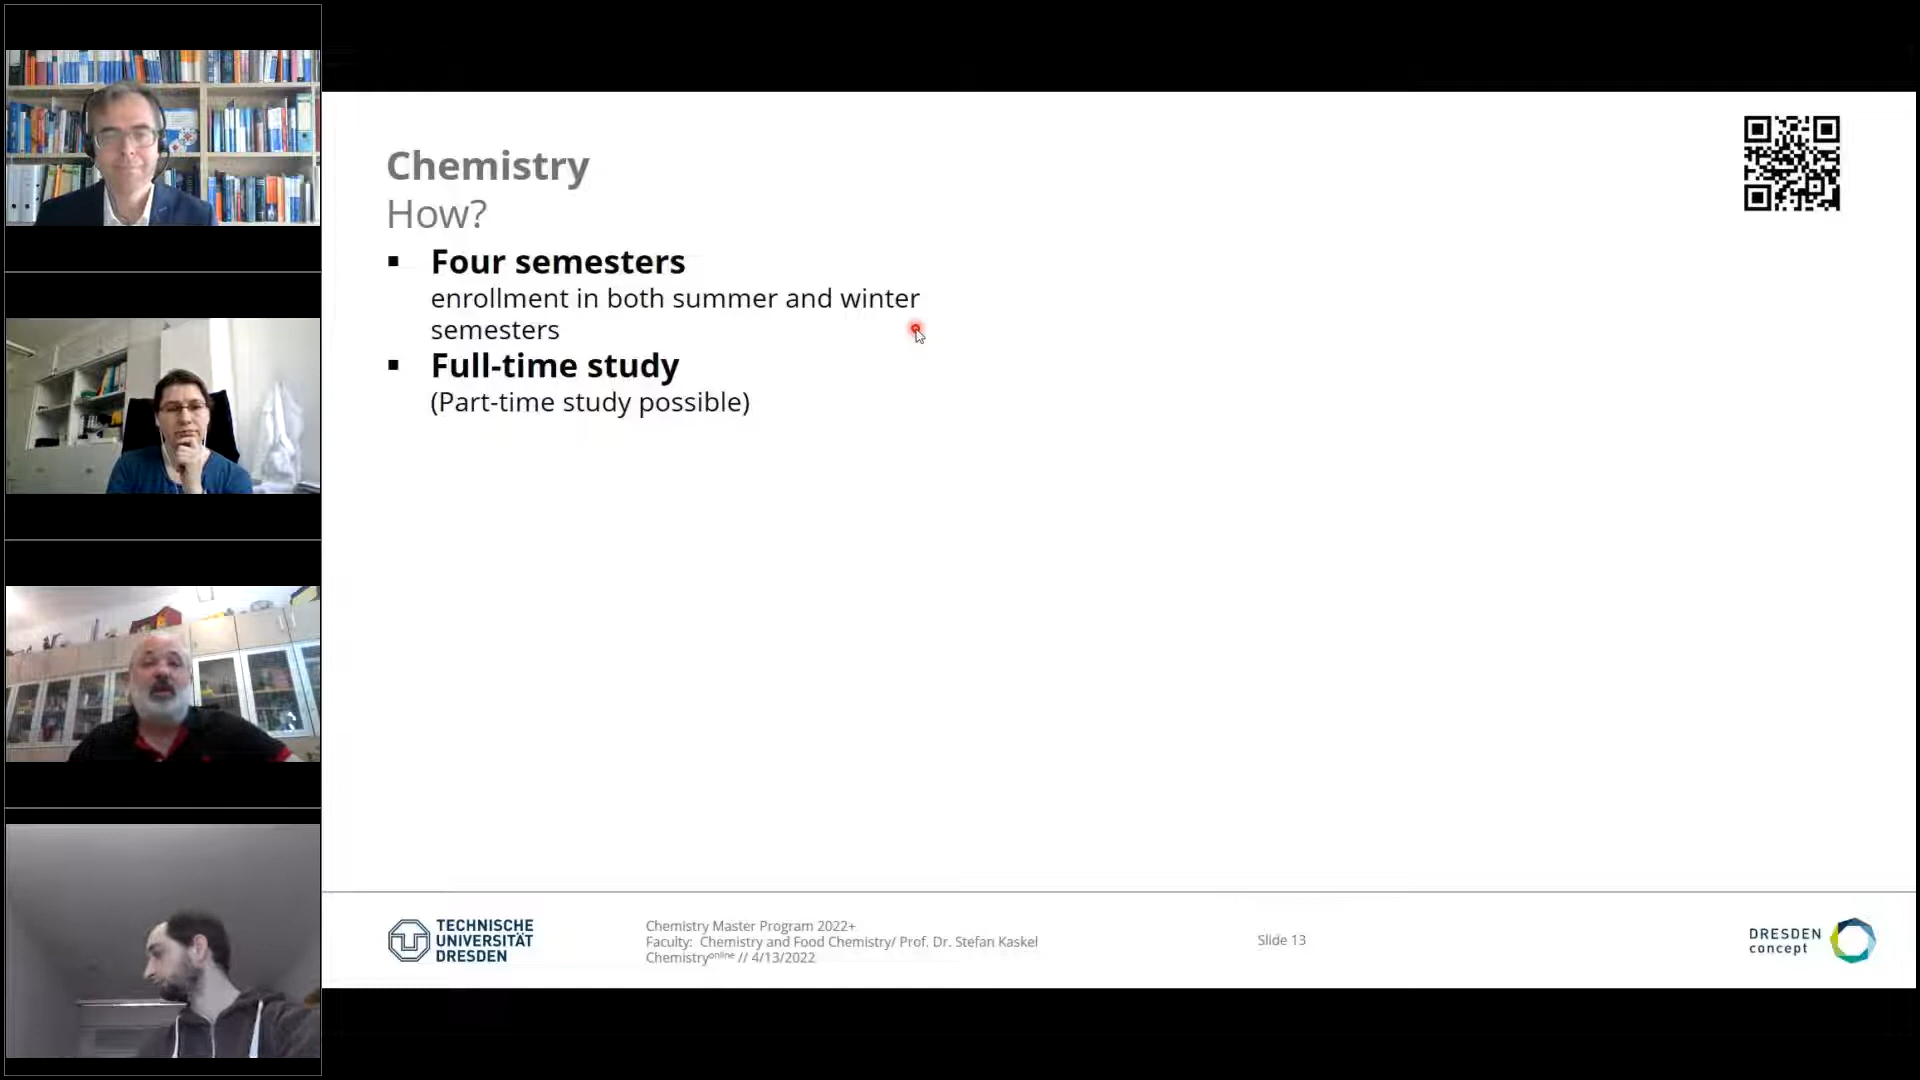 Chemistry
How?
Four semesters
enrollment in both summer and winter
semesters
Full-time study
(Part-time study possible)
TECHNISCHE
UNIVERSITÄT
DRESDEN
Chemistry Master Program 2022+
Faculty: Chemistry and Food Chemistry/ Prof. Dr. Stefan Kaskel
Chemistryonline // 4/13/2022
Slide 13
DRESDEN
concept